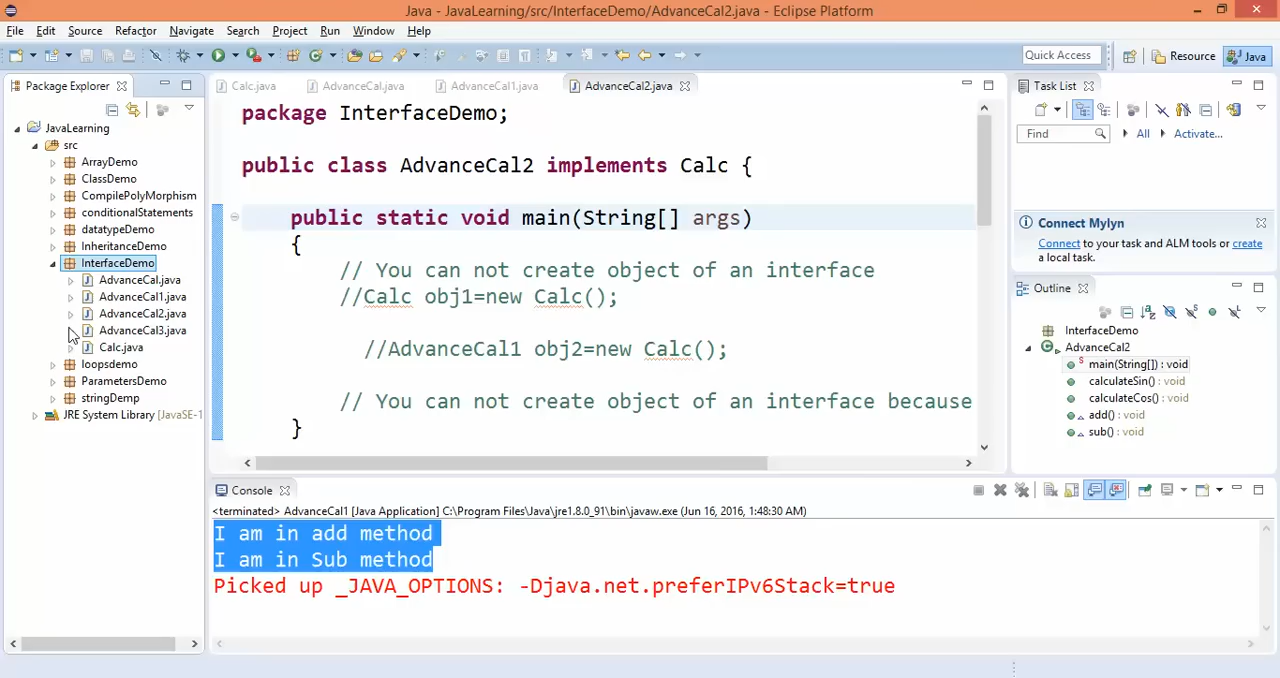 Java - JavaLearning/src/InterfaceDemo/AdvanceCal2.java - Eclipse Platform
File Edit Source Refactor Navigate Search Project Run Window Help
Quick Access Resource Java
Package Explorer
JavaLearning
src
ArrayDemo
ClassDemo
CompilePolyMorphism
conditionalStatements
datatypeDemo
InheritanceDemo
InterfaceDemo
AdvanceCal.java
AdvanceCal1.java
AdvanceCal2.java
AdvanceCal3.java
Calc.java
loopsdemo
ParametersDemo
stringDemp
JRE System Library [JavaSE-1
Calc.java AdvanceCal.java AdvanceCal1.java AdvanceCal2.java
package InterfaceDemo;
public class AdvanceCal2 implements Calc {
public static void main(String[] args)
{
// You can not create object of an interface
//Calc obj1=new Calc();
//AdvanceCal1 obj2=new Calc();
// You can not create object of an interface because
}
Task List
Find All Activate...
Connect Mylyn
Connect to your task and ALM tools or create
a local task.
Outline
InterfaceDemo
AdvanceCal2
main(String[]) : void
calculateSin() : void
calculateCos() : void
add() : void
sub() : void
Console
<terminated> AdvanceCal1 [Java Application] C:\Program Files\Java\jre1.8.0_91\bin\javaw.exe (Jun 16, 2016, 1:48:30 AM)
I am in add method
I am in Sub method
Picked up _JAVA_OPTIONS: -Djava.net.preferIPv6Stack=true